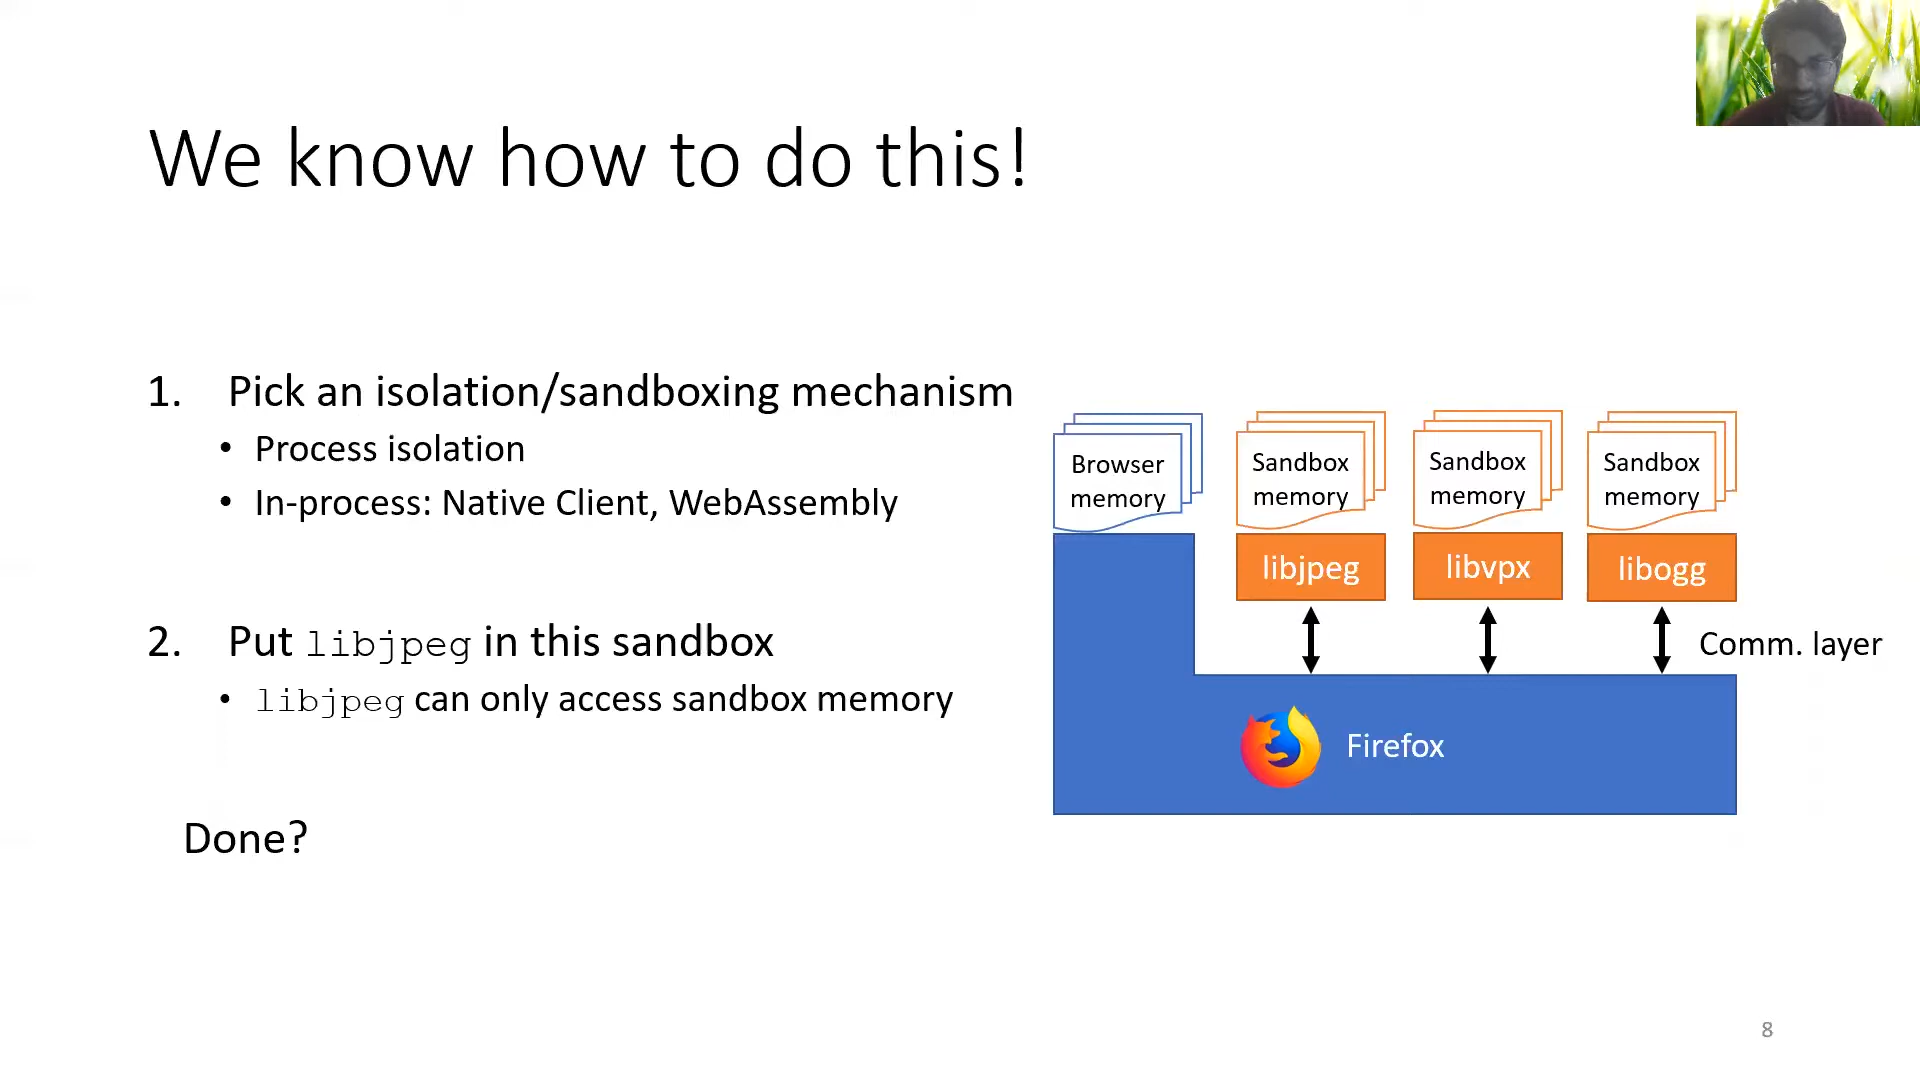 We know how to do this!
1. Pick an isolation/sandboxing mechanism
• Process isolation
• In-process: Native Client, WebAssembly
2. Put libjpeg in this sandbox
• libjpeg can only access sandbox memory
Done?
Browser
memory
Sandbox
memory
Sandbox
memory
Sandbox
memory
libjpeg
libvpx
libogg
Comm. layer
Firefox
8